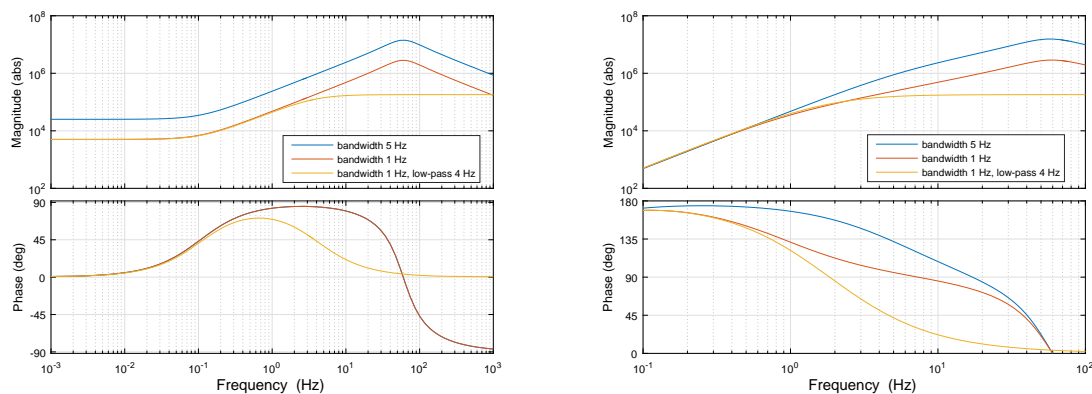 10^8
10^6
10^4
10^2
Magnitude (abs)
bandwidth 5 Hz
bandwidth 1 Hz
bandwidth 1 Hz, low-pass 4 Hz
90
45
0
-45
-90
Phase (deg)
10^-3
10^-2
10^-1
10^0
10^1
10^2
10^3
Frequency (Hz)
10^8
10^6
10^4
10^2
Magnitude (abs)
bandwidth 5 Hz
bandwidth 1 Hz
bandwidth 1 Hz, low-pass 4 Hz
180
135
90
45
0
Phase (deg)
10^-1
10^0
10^1
10^2
Frequency (Hz)